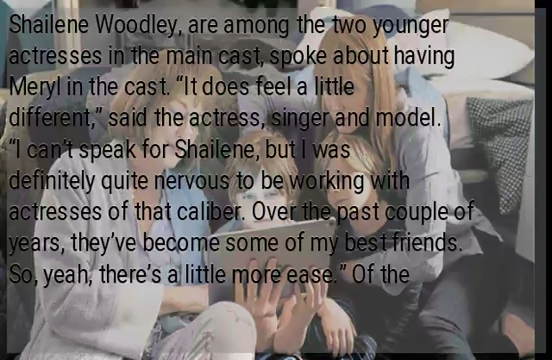 Shailene Woodley, are among the two younger
actresses in the main cast, spoke about having
Meryl in the cast. “It does feel a little
different,” said the actress, singer and model.
“I can’t speak for Shailene, but I was
definitely quite nervous to be working with
actresses of that caliber. Over the past couple of
years, they’ve become some of my best friends.
So, yeah, there’s a little more ease.” Of the